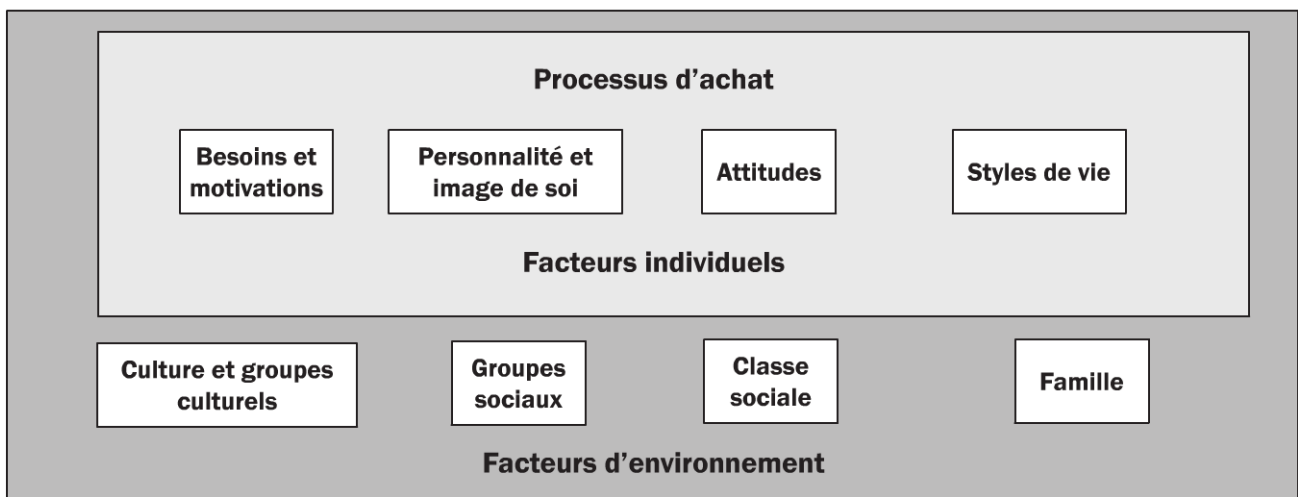 Processus d'achat
Besoins et
motivations
Personnalité et
image de soi
Attitudes
Styles de vie
Facteurs individuels
Culture et groupes
culturels
Groupes
sociaux
Classe
sociale
Famille
Facteurs d'environnement